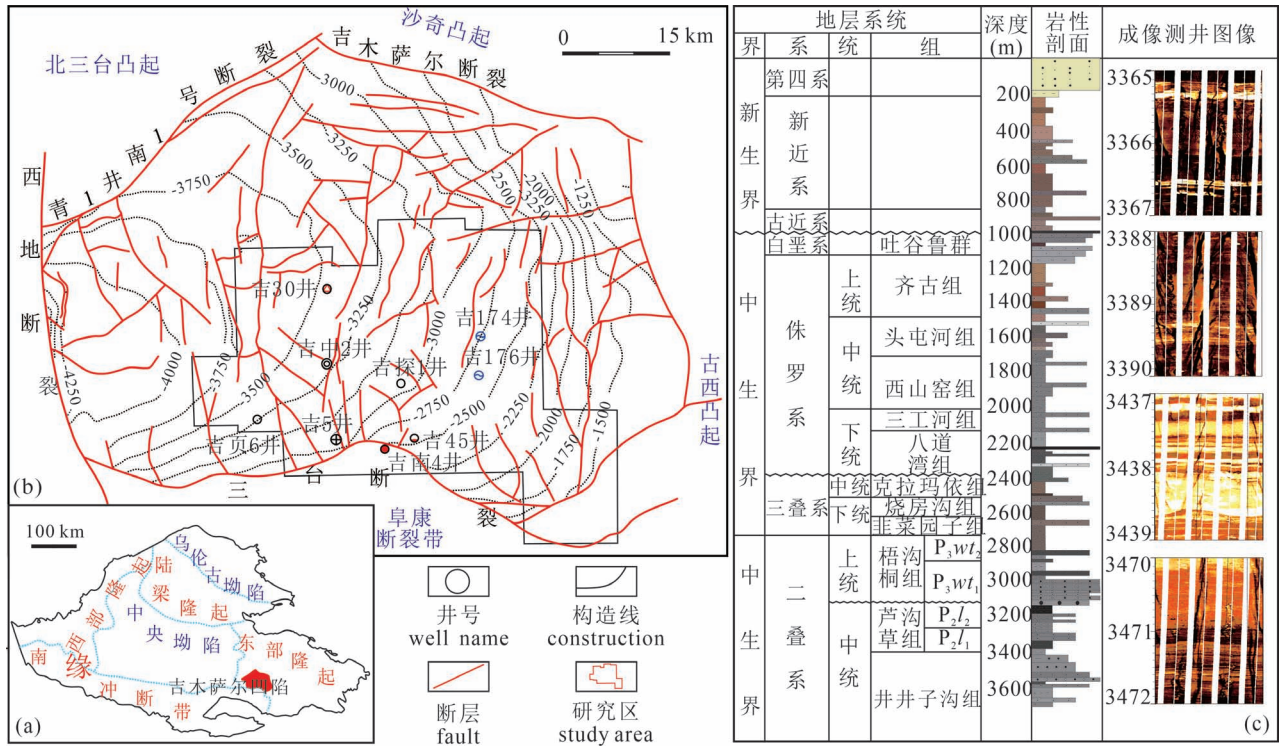 沙奇凸起
北三台凸起
吉木萨尔断裂
0 15 km
青1井南1号断裂
西地断裂
古西凸起
三台断裂
阜康
断裂带
-3000
-3250
-3500
-3750
-2500
-2000
-3250
-1250
-3250
-3000
-3750
-4000
-4250
-3500
-2750
-2500
-2250
-2000
-1750
-1500
吉30井
吉174井
吉中2井
吉176井
吉探1井
吉页6井
吉5井
吉45井
吉南4井
(b)
100 km
乌伦古坳陷
陆梁隆起
西部隆起
中央坳陷
东部隆起
南缘冲断带
吉木萨尔凹陷
(a)
井号
well name
构造线
construction
断层
fault
研究区
study area
地层系统
深度
(m)
岩性
剖面
成像测井图像
界 系 统 组
新生界
第四系
新近系
古近系
中生界
白垩系 吐谷鲁群
侏罗系
上统 齐古组
中统 头屯河组
西山窑组
下统 三工河组
八道
湾组
三叠系
中统 克拉玛依组
下统 烧房沟组
韭菜园子组
中生界
二叠系
上统 梧桐沟组 P₃wt₂
P₃wt₁
中统 芦草沟组 P₂l₂
P₂l₁
井井子沟组
200
400
600
800
1000
1200
1400
1600
1800
2000
2200
2400
2600
2800
3000
3200
3400
3600
3365
3366
3367
3388
3389
3390
3437
3438
3439
3470
3471
3472
(c)